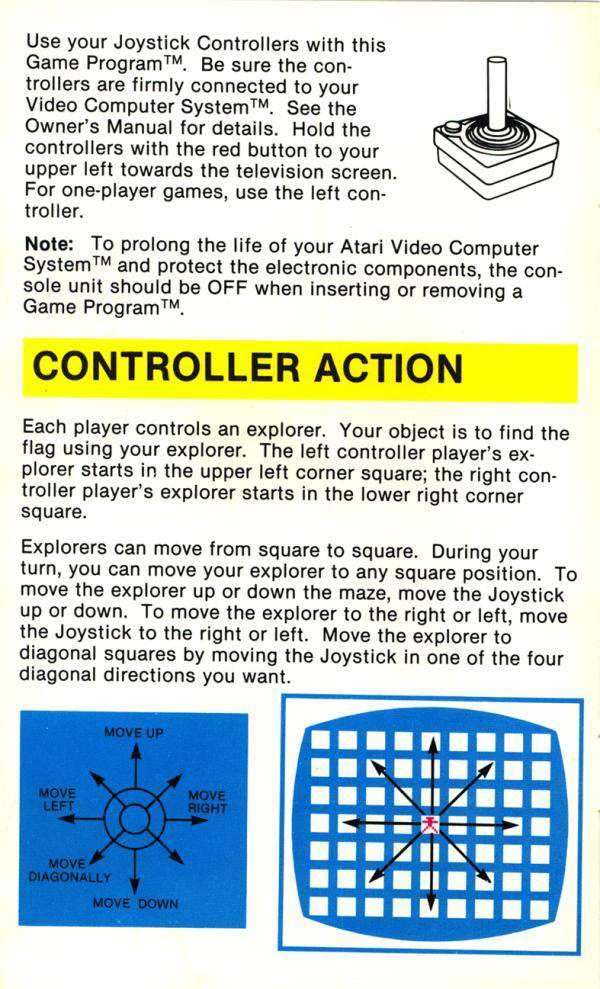 Use your Joystick Controllers with this
Game Program™. Be sure the con-
trollers are firmly connected to your
Video Computer System™. See the
Owner's Manual for details. Hold the
controllers with the red button to your
upper left towards the television screen.
For one-player games, use the left con-
troller.
Note: To prolong the life of your Atari Video Computer
System™ and protect the electronic components, the con-
sole unit should be OFF when inserting or removing a
Game Program™.
CONTROLLER ACTION
Each player controls an explorer. Your object is to find the
flag using your explorer. The left controller player's ex-
plorer starts in the upper left corner square; the right con-
troller player's explorer starts in the lower right corner
square.
Explorers can move from square to square. During your
turn, you can move your explorer to any square position. To
move the explorer up or down the maze, move the Joystick
up or down. To move the explorer to the right or left, move
the Joystick to the right or left. Move the explorer to
diagonal squares by moving the Joystick in one of the four
diagonal directions you want.
MOVE UP
MOVE
LEFT
MOVE
RIGHT
MOVE
DIAGONALLY
MOVE DOWN